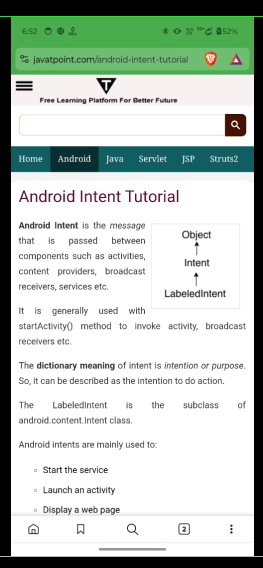 6:52
52%
javatpoint.com/android-intent-tutorial
T
Free Learning Platform For Better Future
Home Android Java Servlet JSP Struts2
Android Intent Tutorial
Android Intent is the message
that is passed between
components such as activities,
content providers, broadcast
receivers, services etc.
Object
Intent
LabeledIntent
It is generally used with
startActivity() method to invoke activity, broadcast
receivers etc.
The dictionary meaning of intent is intention or purpose.
So, it can be described as the intention to do action.
The LabeledIntent is the subclass of
android.content.Intent class.
Android intents are mainly used to:
Start the service
Launch an activity
Display a web page
2